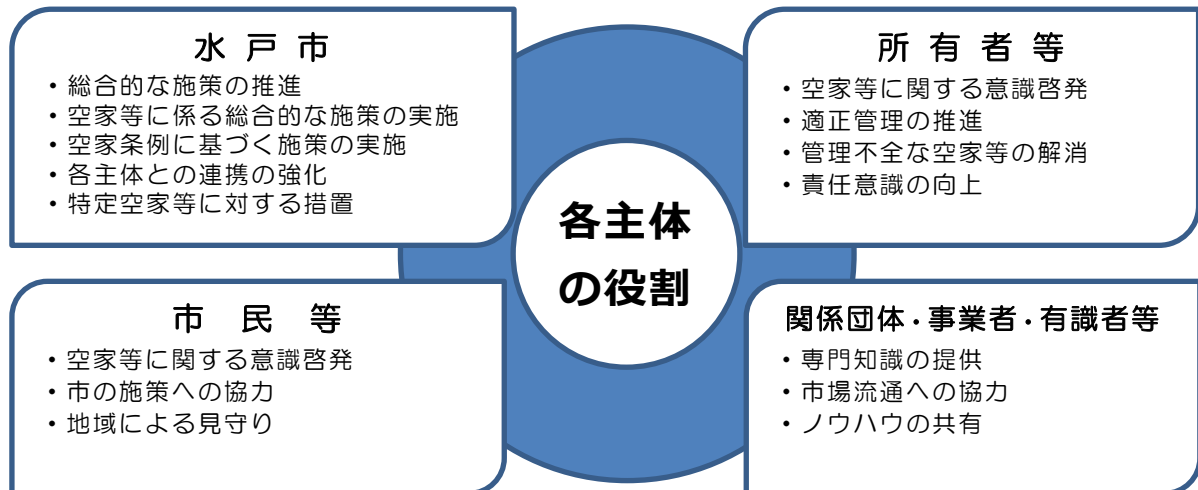 水戸市
・総合的な施策の推進
・空家等に係る総合的な施策の実施
・空家条例に基づく施策の実施
・各主体との連携の強化
・特定空家等に対する措置
所有者等
・空家等に関する意識啓発
・適正管理の推進
・管理不全な空家等の解消
・責任意識の向上
各主体
の役割
市民等
・空家等に関する意識啓発
・市の施策への協力
・地域による見守り
関係団体・事業者・有識者等
・専門知識の提供
・市場流通への協力
・ノウハウの共有